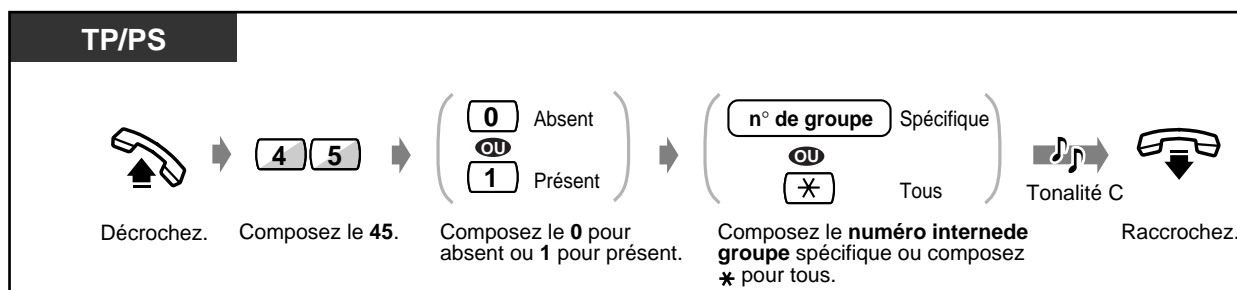 TP/PS
0 Absent
OU
1 Présent
4 5
n° de groupe Spécifique
OU
* Tous
Tonalité C
Décrochez.
Composez le 45.
Composez le 0 pour
absent ou 1 pour présent.
Composez le numéro internede
groupe spécifique ou composez
* pour tous.
Raccrochez.